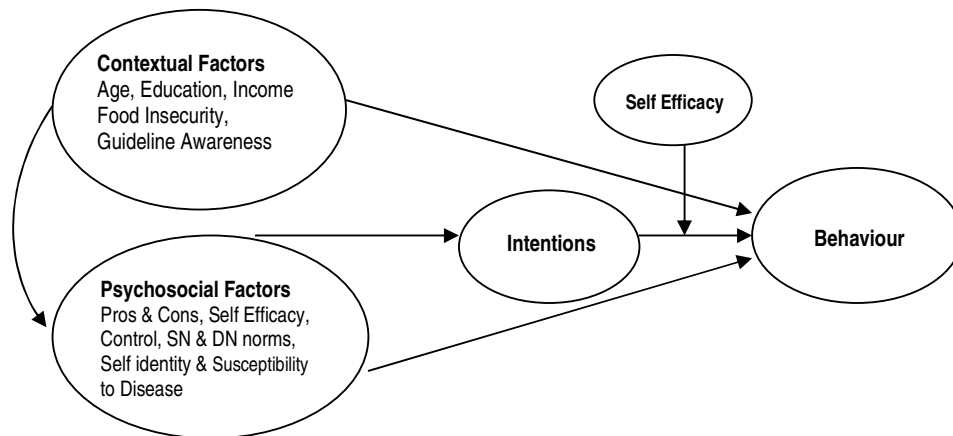 Contextual Factors
Age, Education, Income
Food Insecurity,
Guideline Awareness
Self Efficacy
Intentions
Behaviour
Psychosocial Factors
Pros & Cons, Self Efficacy,
Control, SN & DN norms,
Self identity & Susceptibility
to Disease